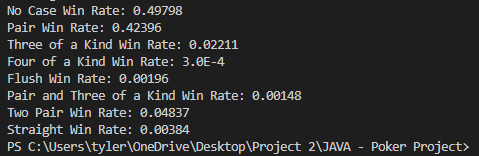 No Case Win Rate: 0.49798
Pair Win Rate: 0.42396
Three of a Kind Win Rate: 0.02211
Four of a Kind Win Rate: 3.0E-4
Flush Win Rate: 0.00196
Pair and Three of a Kind Win Rate: 0.00148
Two Pair Win Rate: 0.04837
Straight Win Rate: 0.00384
PS C:\Users\tyler\OneDrive\Desktop\Project 2\JAVA - Poker Project>